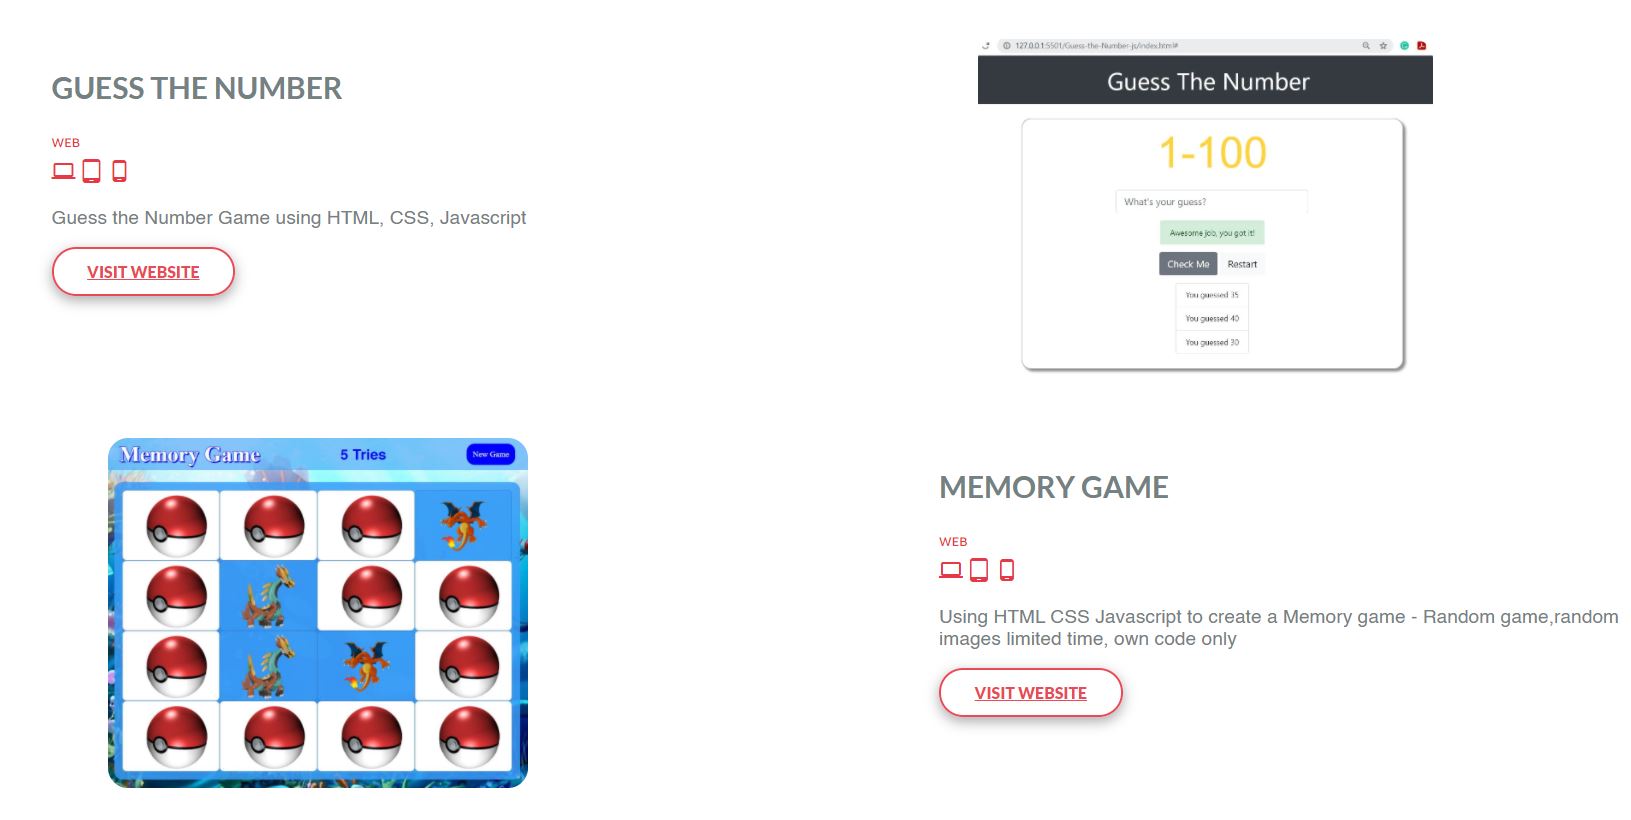 GUESS THE NUMBER
WEB
Guess the Number Game using HTML, CSS, Javascript
VISIT WEBSITE
127.0.0.1:5501/Guess-the-Number-js/index.html#
Guess The Number
1-100
What's your guess?
Awesome job, you got it!
Check Me Restart
You guessed 35
You guessed 40
You guessed 30
Memory Game 5 Tries New Game
MEMORY GAME
WEB
Using HTML CSS Javascript to create a Memory game - Random game,random
images limited time, own code only
VISIT WEBSITE